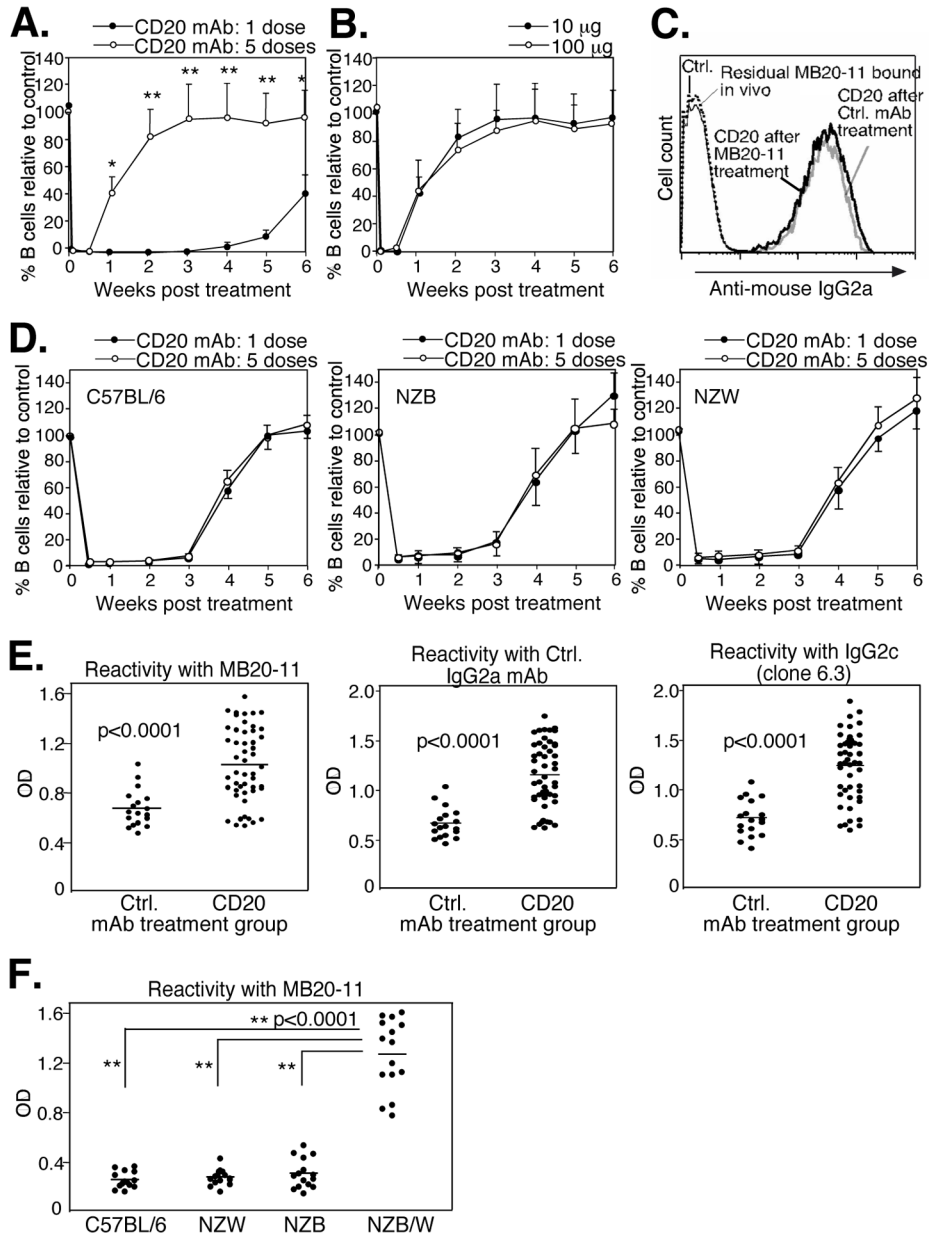 A.
CD20 mAb: 1 dose
CD20 mAb: 5 doses
% B cells relative to control
140
120
100
80
60
40
20
0
*
**
**
**
**
*
0 1 2 3 4 5 6
Weeks post treatment
B.
10 μg
100 μg
% B cells relative to control
140
120
100
80
60
40
20
0
0 1 2 3 4 5 6
Weeks post treatment
C.
Ctrl.
Residual MB20-11 bound
in vivo
CD20 after
Ctrl. mAb
treatment
CD20 after
MB20-11
treatment
Cell count
Anti-mouse IgG2a
D.
CD20 mAb: 1 dose
CD20 mAb: 5 doses
C57BL/6
% B cells relative to control
140
120
100
80
60
40
20
0
0 1 2 3 4 5 6
Weeks post treatment
CD20 mAb: 1 dose
CD20 mAb: 5 doses
NZB
% B cells relative to control
140
120
100
80
60
40
20
0
0 1 2 3 4 5 6
Weeks post treatment
CD20 mAb: 1 dose
CD20 mAb: 5 doses
NZW
% B cells relative to control
140
120
100
80
60
40
20
0
0 1 2 3 4 5 6
Weeks post treatment
E.
Reactivity with MB20-11
p<0.0001
OD
1.6
1.2
0.8
0.4
0
Ctrl. CD20
mAb treatment group
Reactivity with Ctrl.
IgG2a mAb
p<0.0001
OD
2.0
1.5
1.0
0.5
0
Ctrl. CD20
mAb treatment group
Reactivity with IgG2c
(clone 6.3)
p<0.0001
OD
2.0
1.5
1.0
0.5
0
Ctrl. CD20
mAb treatment group
F.
Reactivity with MB20-11
** p<0.0001
**
**
**
OD
1.6
1.2
0.8
0.4
0
C57BL/6 NZW NZB NZB/W